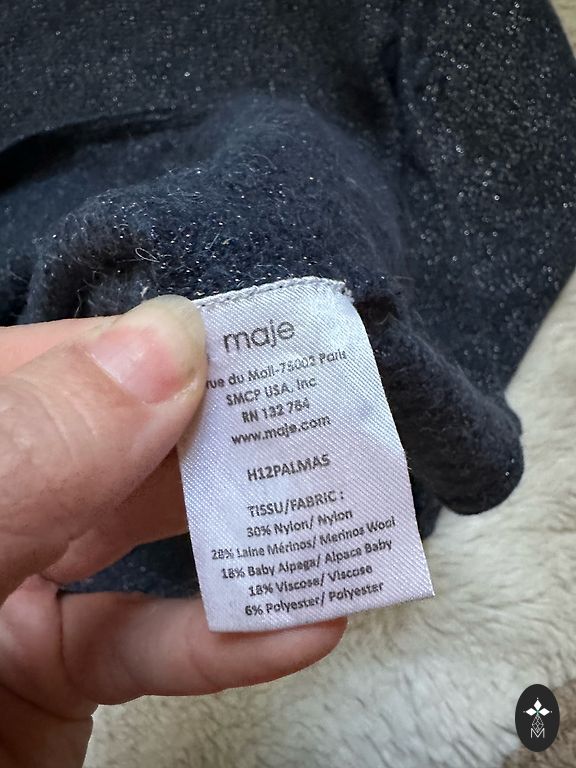 maje
rue du Mail-75002 Paris
SMCP USA, Inc
RN 132 784
www.maje.com
H12PALMAS
TISSU/FABRIC :
30% Nylon/ Nylon
28% Laine Mérinos/ Merinos Wool
18% Baby Alpaga/ Alpaca Baby
18% Viscose/ Viscose
6% Polyester/ Polyester
M